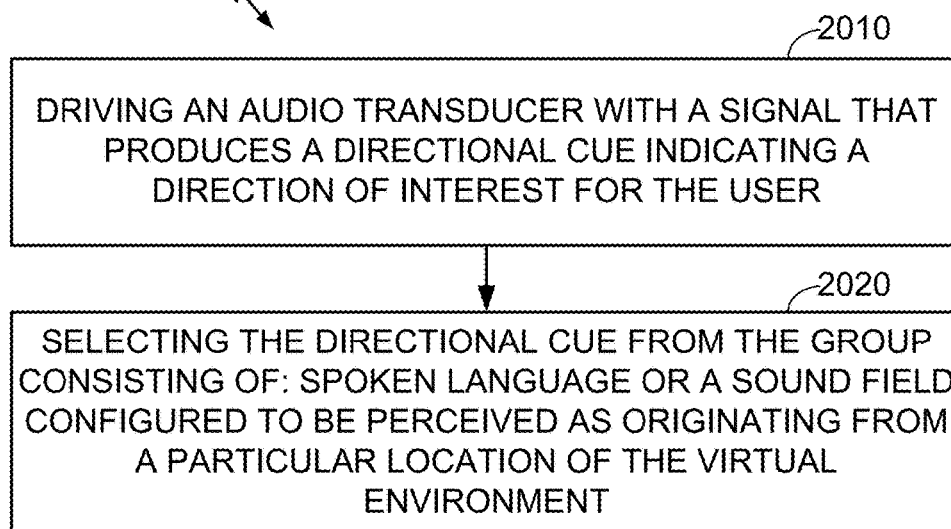 2010
DRIVING AN AUDIO TRANSDUCER WITH A SIGNAL THAT
PRODUCES A DIRECTIONAL CUE INDICATING A
DIRECTION OF INTEREST FOR THE USER
2020
SELECTING THE DIRECTIONAL CUE FROM THE GROUP
CONSISTING OF: SPOKEN LANGUAGE OR A SOUND FIELD
CONFIGURED TO BE PERCEIVED AS ORIGINATING FROM
A PARTICULAR LOCATION OF THE VIRTUAL
ENVIRONMENT